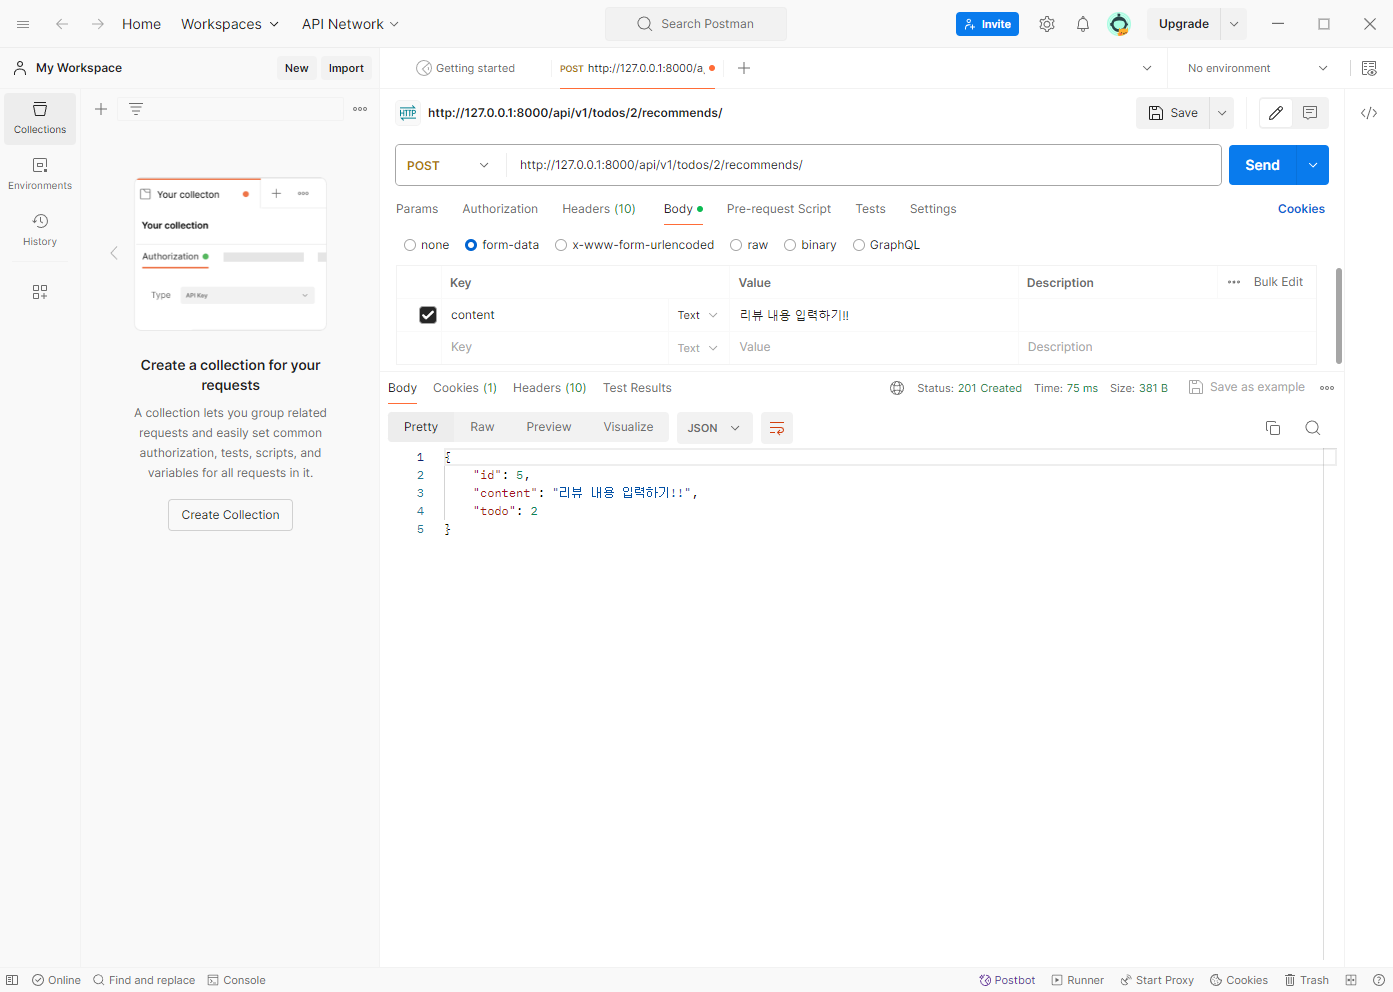 Home Workspaces API Network Search Postman Invite Upgrade
My Workspace New Import Getting started POST http://127.0.0.1:8000/a No environment
Collections
Environments
History
Your collecton
Your collection
Authorization
Type API Key
Create a collection for your
requests
A collection lets you group related
requests and easily set common
authorization, tests, scripts, and
variables for all requests in it.
Create Collection
HTTP http://127.0.0.1:8000/api/v1/todos/2/recommends/ Save
POST http://127.0.0.1:8000/api/v1/todos/2/recommends/ Send
Params Authorization Headers (10) Body Pre-request Script Tests Settings Cookies
none form-data x-www-form-urlencoded raw binary GraphQL
Key Value Description Bulk Edit
content Text 리뷰 내용 입력하기!!
Key Text Value Description
Body Cookies (1) Headers (10) Test Results Status: 201 Created Time: 75 ms Size: 381 B Save as example
Pretty Raw Preview Visualize JSON
1 {
2 "id": 5,
3 "content": "리뷰 내용 입력하기!!",
4 "todo": 2
5 }
Online Find and replace Console Postbot Runner Start Proxy Cookies Trash